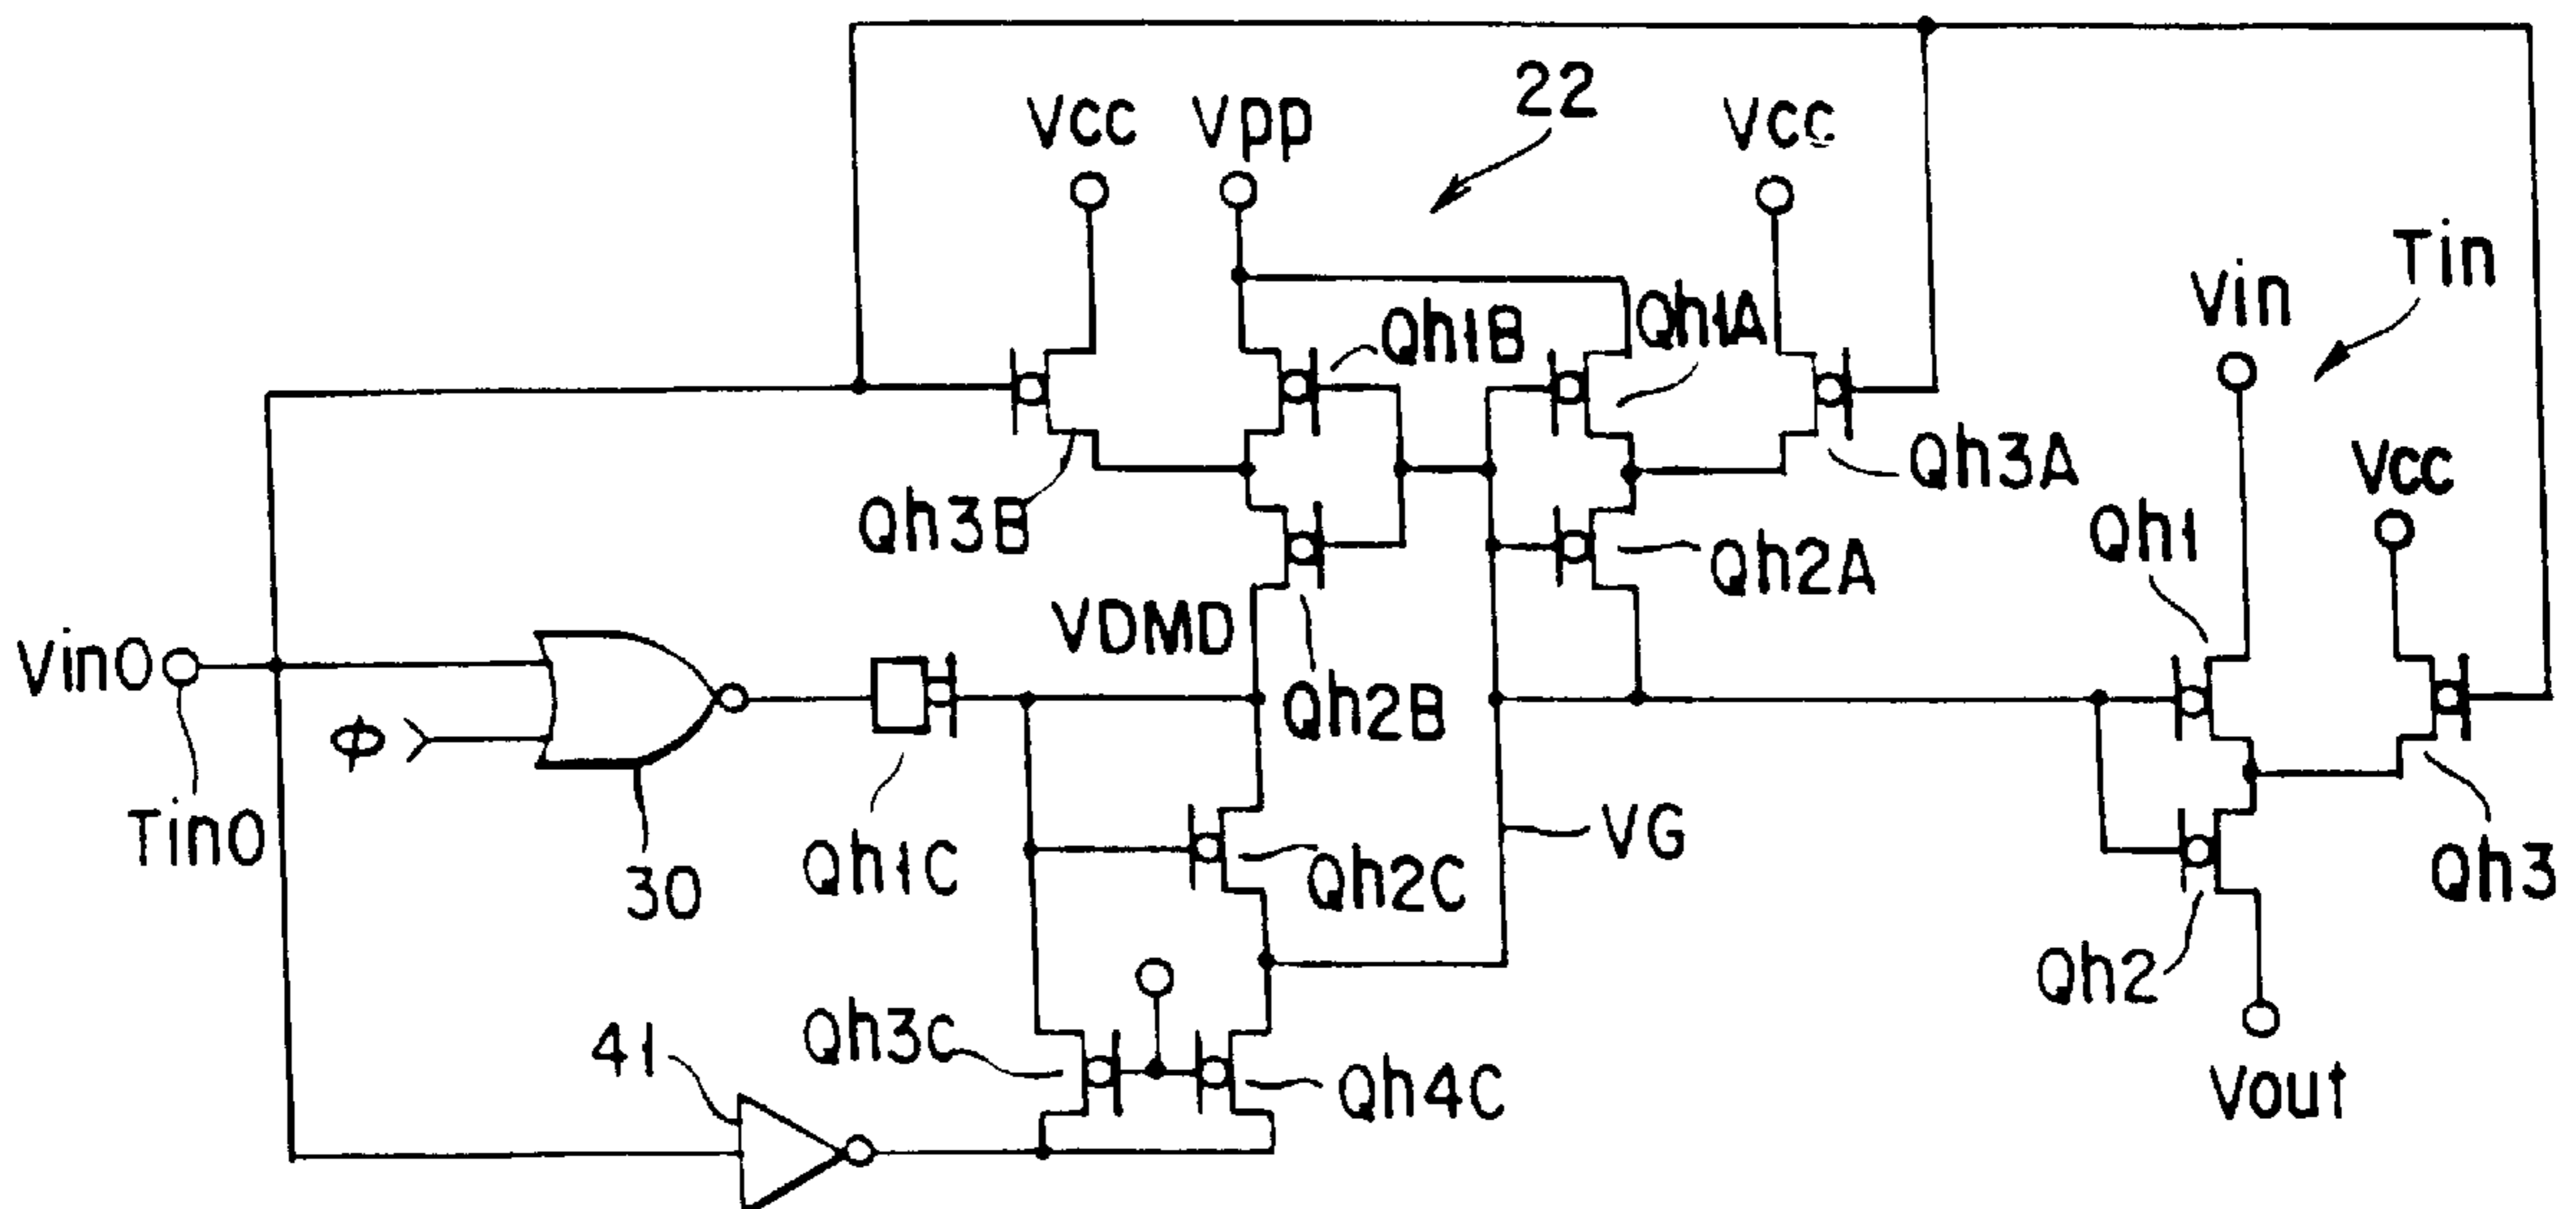 22
Vcc
Vpp
Vcc
Tin
Vin
Qh1B
Qh1A
Qh3A
Vcc
Qh3B
Qh1
Qh2A
VDMD
Vin0
Qh2B
ϕ
Tin0
VG
Qh1C
Qh2C
Qh3
30
Qh2
Qh3C
41
Qh4C
Vout